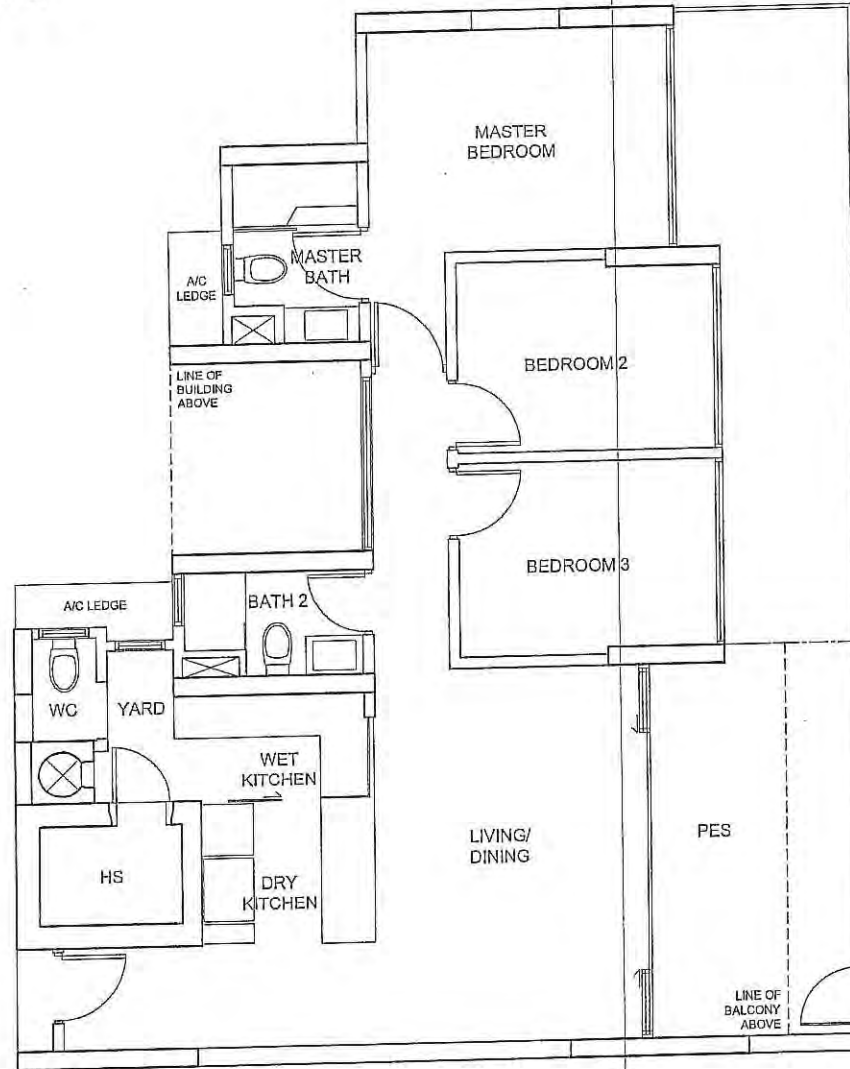 MASTER
BEDROOM
MASTER
BATH
A/C
LEDGE
LINE OF
BUILDING
ABOVE
BEDROOM 2
BEDROOM 3
A/C LEDGE
BATH 2
WC
YARD
WET
KITCHEN
LIVING/
DINING
PES
HS
DRY
KITCHEN
LINE OF
BALCONY
ABOVE